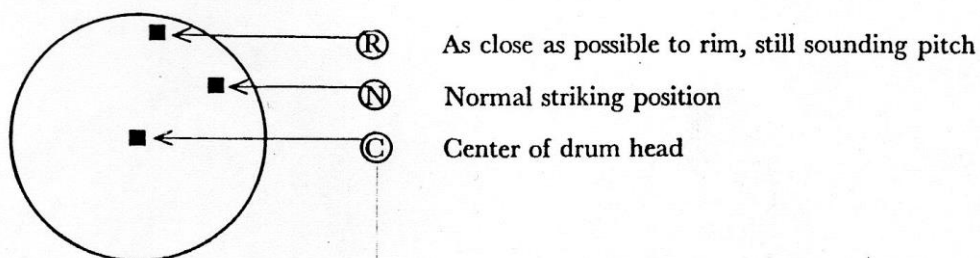 Ⓡ As close as possible to rim, still sounding pitch
Ⓝ Normal striking position
Ⓒ Center of drum head